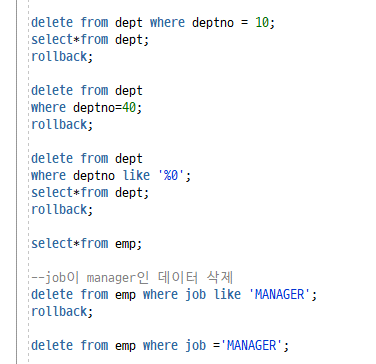 delete from dept where deptno = 10;
select*from dept;
rollback;
delete from dept
where deptno=40;
rollback;
delete from dept
where deptno like '%0';
select*from dept;
rollback;
select*from emp;
--job이 manager인 데이터 삭제
delete from emp where job like 'MANAGER';
rollback;
delete from emp where job ='MANAGER';